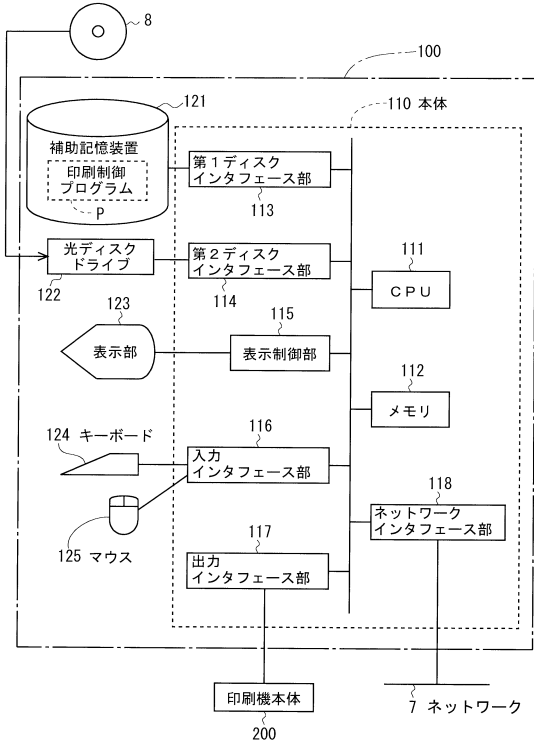 8
100
121
110 本体
補助記憶装置
印刷制御
プログラム
P
第1ディスク
インタフェース部
113
光ディスク
ドライブ
122
第2ディスク
インタフェース部
114
111
CPU
123
表示部
115
表示制御部
112
メモリ
124 キーボード
116
入力
インタフェース部
118
ネットワーク
インタフェース部
125 マウス
117
出力
インタフェース部
印刷機本体
200
7 ネットワーク